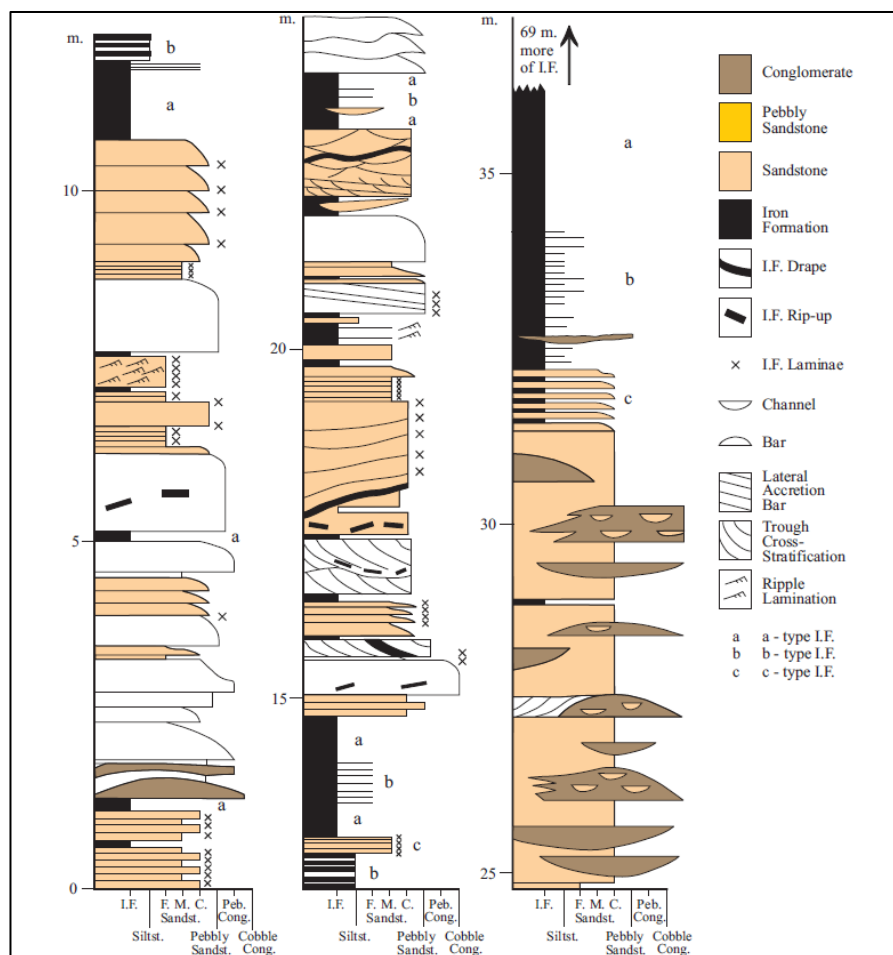 m.
b
a
10
5
a
a
0
I.F.
F. M. C.
Sandst.
Peb.
Cong.
Siltst.
Pebbly
Sandst.
Cobble
Cong.
m.
a
b
a
20
15
a
b
a
c
b
I.F.
F. M. C.
Sandst.
Peb.
Cong.
Siltst.
Pebbly
Sandst.
Cobble
Cong.
m.
69 m.
more
of I.F.
a
35
b
c
30
25
I.F.
F. M. C.
Sandst.
Peb.
Cong.
Siltst.
Pebbly
Sandst.
Cobble
Cong.
Conglomerate
Pebbly
Sandstone
Sandstone
Iron
Formation
I.F. Drape
I.F. Rip-up
I.F. Laminae
Channel
Bar
Lateral
Accretion
Bar
Trough
Cross-
Stratification
Ripple
Lamination
a a - type I.F.
b b - type I.F.
c c - type I.F.